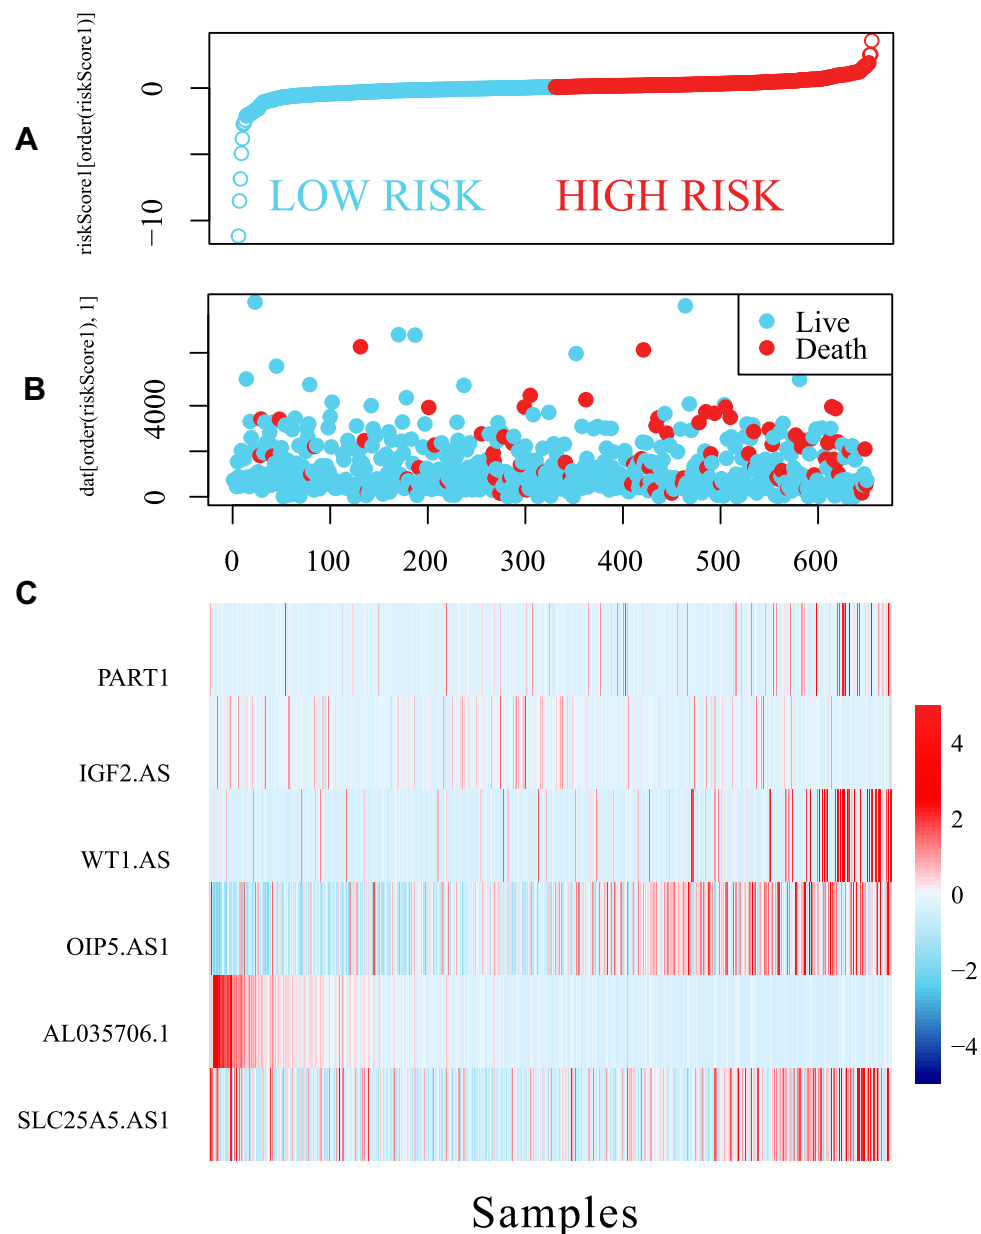 A
riskScore1[order(riskScore1)]
0
−10
LOW RISK
HIGH RISK
B
dat[order(riskScore1), 1]
4000
0
Live
Death
0 100 200 300 400 500 600
C
PART1
IGF2.AS
WT1.AS
OIP5.AS1
AL035706.1
SLC25A5.AS1
4
2
0
−2
−4
Samples